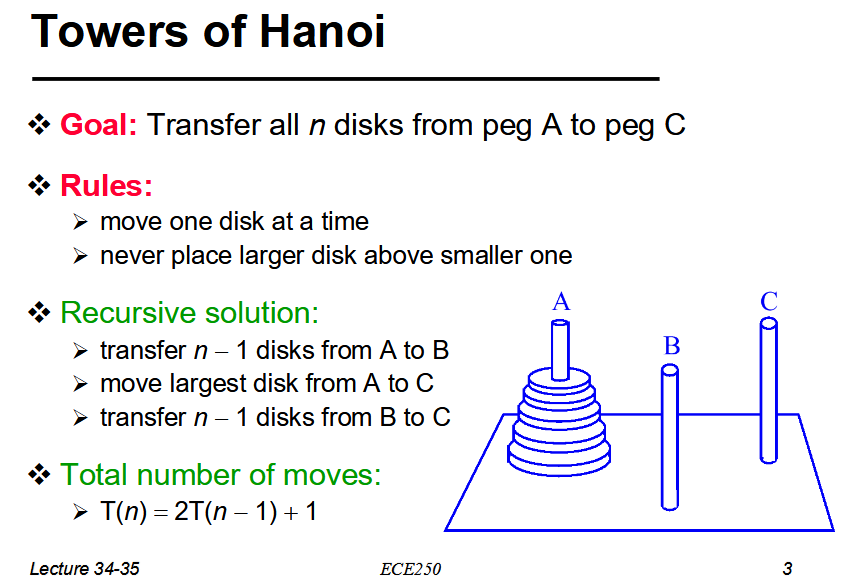 Towers of Hanoi
❖ Goal: Transfer all n disks from peg A to peg C
❖ Rules:
➢ move one disk at a time
➢ never place larger disk above smaller one
❖ Recursive solution:
➢ transfer n – 1 disks from A to B
➢ move largest disk from A to C
➢ transfer n – 1 disks from B to C
❖ Total number of moves:
➢ T(n) = 2T(n – 1) + 1
A
B
C
Lecture 34-35
ECE250
3